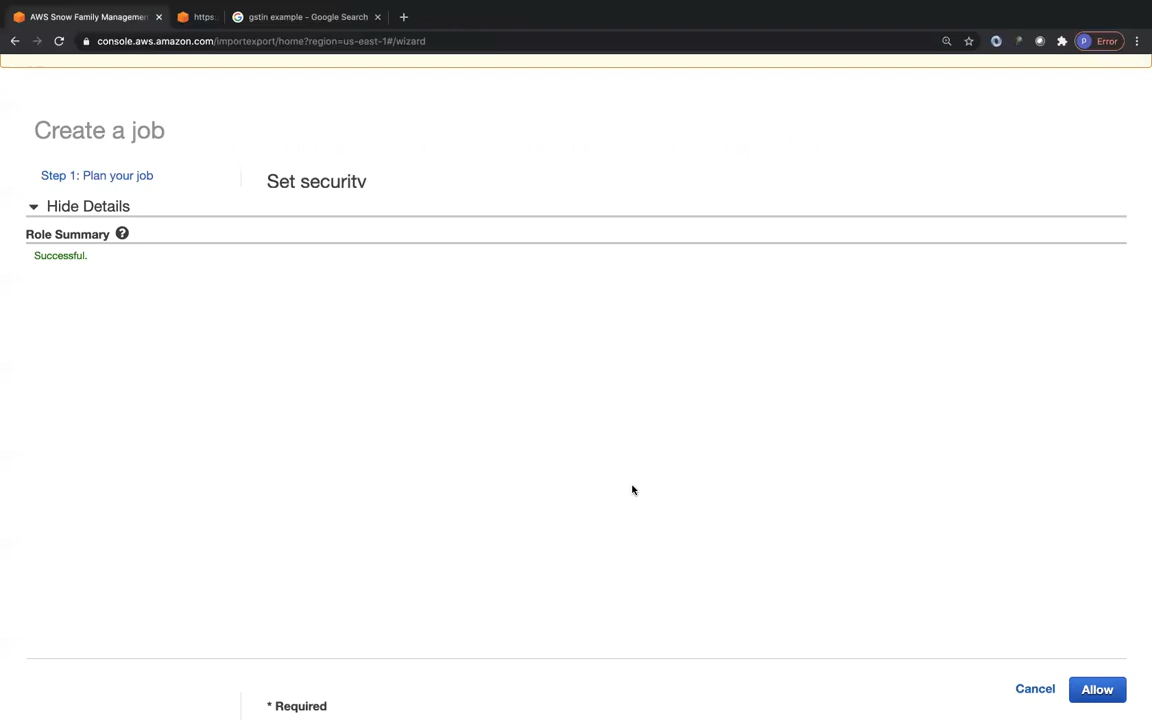 AWS Snow Family Managemen
https:
gstin example - Google Search
console.aws.amazon.com/importexport/home?region=us-east-1#/wizard
P
Error
Create a job
Step 1: Plan your job
Set security
Hide Details
Role Summary ?
Successful.
Cancel
Allow
* Required